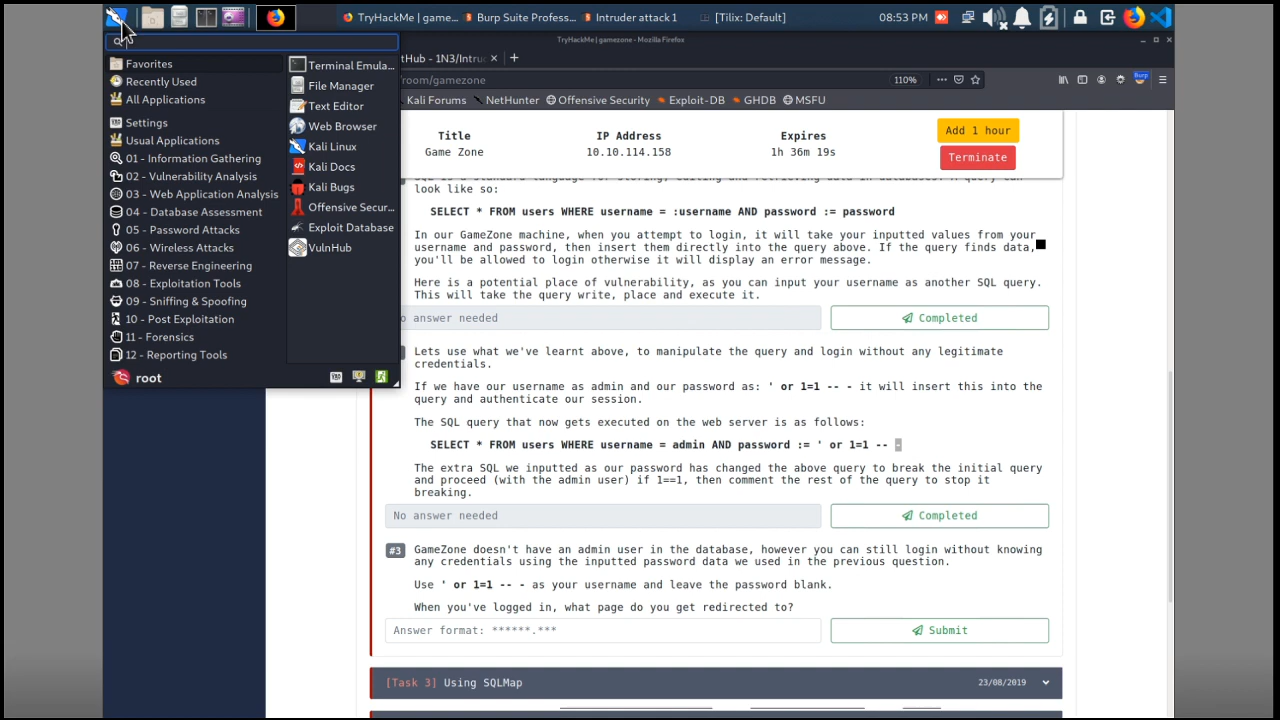 TryHackMe | game...
Burp Suite Profess...
Intruder attack 1
[Tilix: Default]
08:53 PM
TryHackMe | gamezone - Mozilla Firefox
tHub - 1N3/Intru
/room/gamezone
110%
Burp
Kali Forums
NetHunter
Offensive Security
Exploit-DB
GHDB
MSFU
Favorites
Recently Used
All Applications
Settings
Usual Applications
01 - Information Gathering
02 - Vulnerability Analysis
03 - Web Application Analysis
04 - Database Assessment
05 - Password Attacks
06 - Wireless Attacks
07 - Reverse Engineering
08 - Exploitation Tools
09 - Sniffing & Spoofing
10 - Post Exploitation
11 - Forensics
12 - Reporting Tools
root
Terminal Emula...
File Manager
Text Editor
Web Browser
Kali Linux
Kali Docs
Kali Bugs
Offensive Secur...
Exploit Database
VulnHub
Title
IP Address
Expires
Game Zone
10.10.114.158
1h 36m 19s
Add 1 hour
Terminate
SQL is a standard language for storing, editing and retrieving data in databases. A query can
look like so:
SELECT * FROM users WHERE username = :username AND password := password
In our GameZone machine, when you attempt to login, it will take your inputted values from your
username and password, then insert them directly into the query above. If the query finds data,
you'll be allowed to login otherwise it will display an error message.
Here is a potential place of vulnerability, as you can input your username as another SQL query.
This will take the query write, place and execute it.
o answer needed
Completed
Lets use what we've learnt above, to manipulate the query and login without any legitimate
credentials.
If we have our username as admin and our password as: ' or 1=1 -- - it will insert this into the
query and authenticate our session.
The SQL query that now gets executed on the web server is as follows:
SELECT * FROM users WHERE username = admin AND password := ' or 1=1 -- -
The extra SQL we inputted as our password has changed the above query to break the initial query
and proceed (with the admin user) if 1==1, then comment the rest of the query to stop it
breaking.
No answer needed
Completed
#3
GameZone doesn't have an admin user in the database, however you can still login without knowing
any credentials using the inputted password data we used in the previous question.
Use ' or 1=1 -- - as your username and leave the password blank.
When you've logged in, what page do you get redirected to?
Answer format: ******.***
Submit
[Task 3] Using SQLMap
23/08/2019